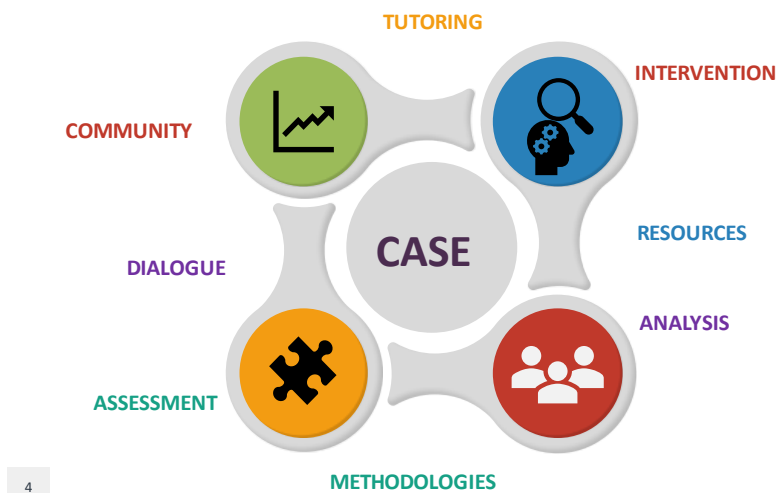 TUTORING
INTERVENTION
COMMUNITY
RESOURCES
CASE
DIALOGUE
ANALYSIS
ASSESSMENT
METHODOLOGIES
4